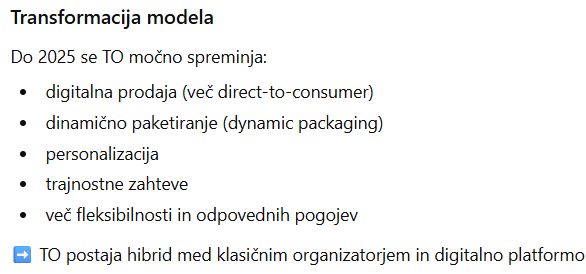 Transformacija modela
Do 2025 se TO močno spreminja:
• digitalna prodaja (več direct-to-consumer)
• dinamično paketiranje (dynamic packaging)
• personalizacija
• trajnostne zahteve
• več fleksibilnosti in odpovednih pogojev
➡️ TO postaja hibrid med klasičnim organizatorjem in digitalno platformo